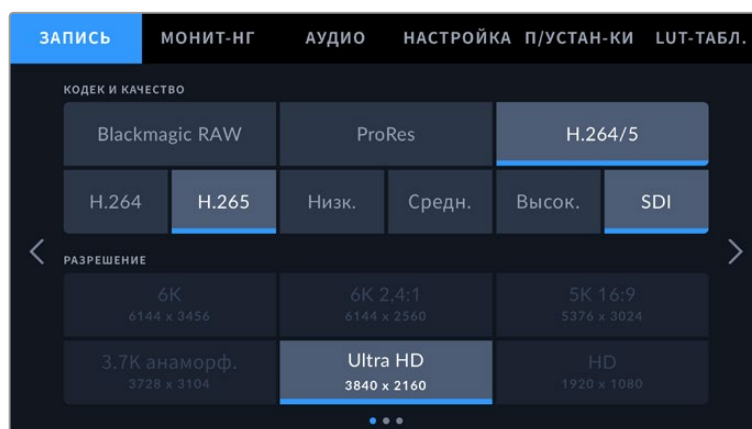 ЗАПИСЬ МОНИТ-НГ АУДИО НАСТРОЙКА П/УСТАН-КИ LUT-ТАБЛ.
КОДЕК И КАЧЕСТВО
Blackmagic RAW ProRes H.264/5
H.264 H.265 Низк. Средн. Высок. SDI
РАЗРЕШЕНИЕ
6K 6K 2,4:1 5K 16:9
6144 x 3456 6144 x 2560 5376 x 3024
3.7K анаморф. Ultra HD HD
3728 x 3104 3840 x 2160 1920 x 1080